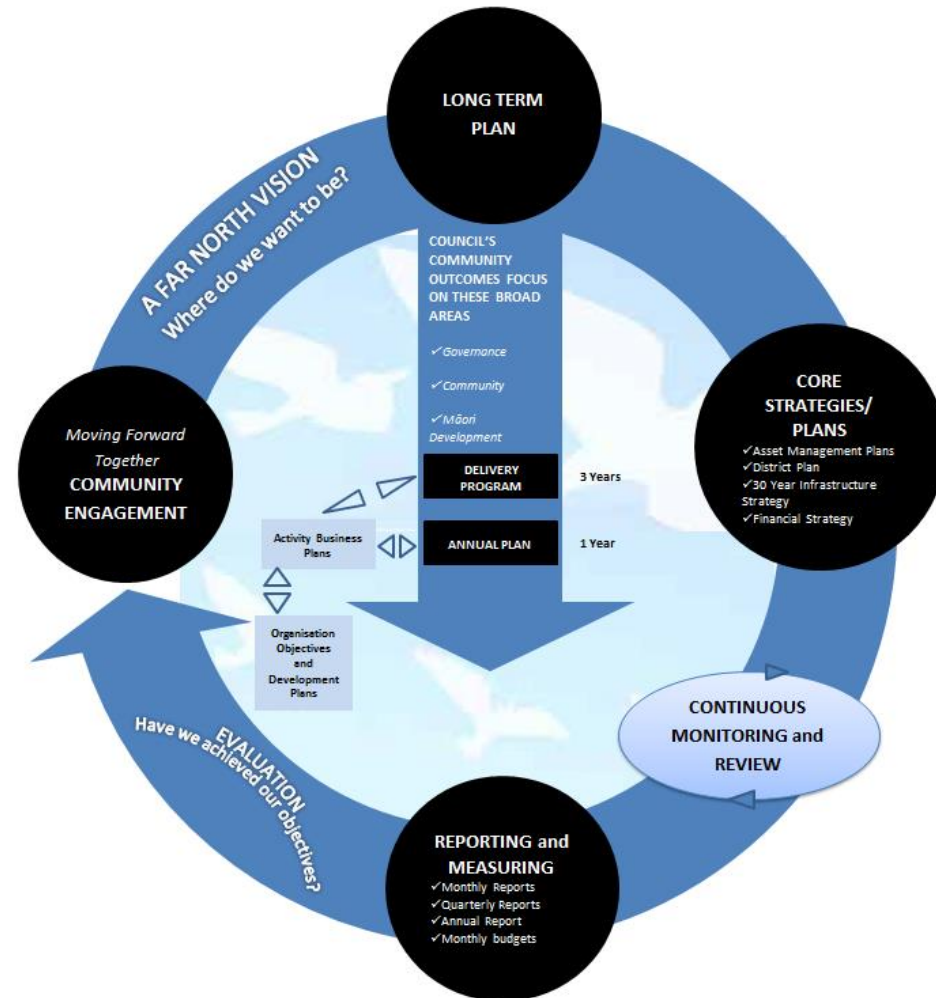 LONG TERM
PLAN
A FAR NORTH VISION
Where do we want to be?
COUNCIL'S
COMMUNITY
OUTCOMES FOCUS
ON THESE BROAD
AREAS
✓Governance
✓Community
✓Māori
Development
DELIVERY
PROGRAM
3 Years
ANNUAL PLAN
1 Year
CORE
STRATEGIES/
PLANS
✓Asset Management Plans
✓District Plan
✓30 Year Infrastructure
Strategy
✓Financial Strategy
Moving Forward
Together
COMMUNITY
ENGAGEMENT
Activity Business
Plans
Organisation
Objectives
and
Development
Plans
CONTINUOUS
MONITORING and
REVIEW
EVALUATION
Have we achieved our objectives?
REPORTING and
MEASURING
✓Monthly Reports
✓Quarterly Reports
✓Annual Report
✓Monthly budgets